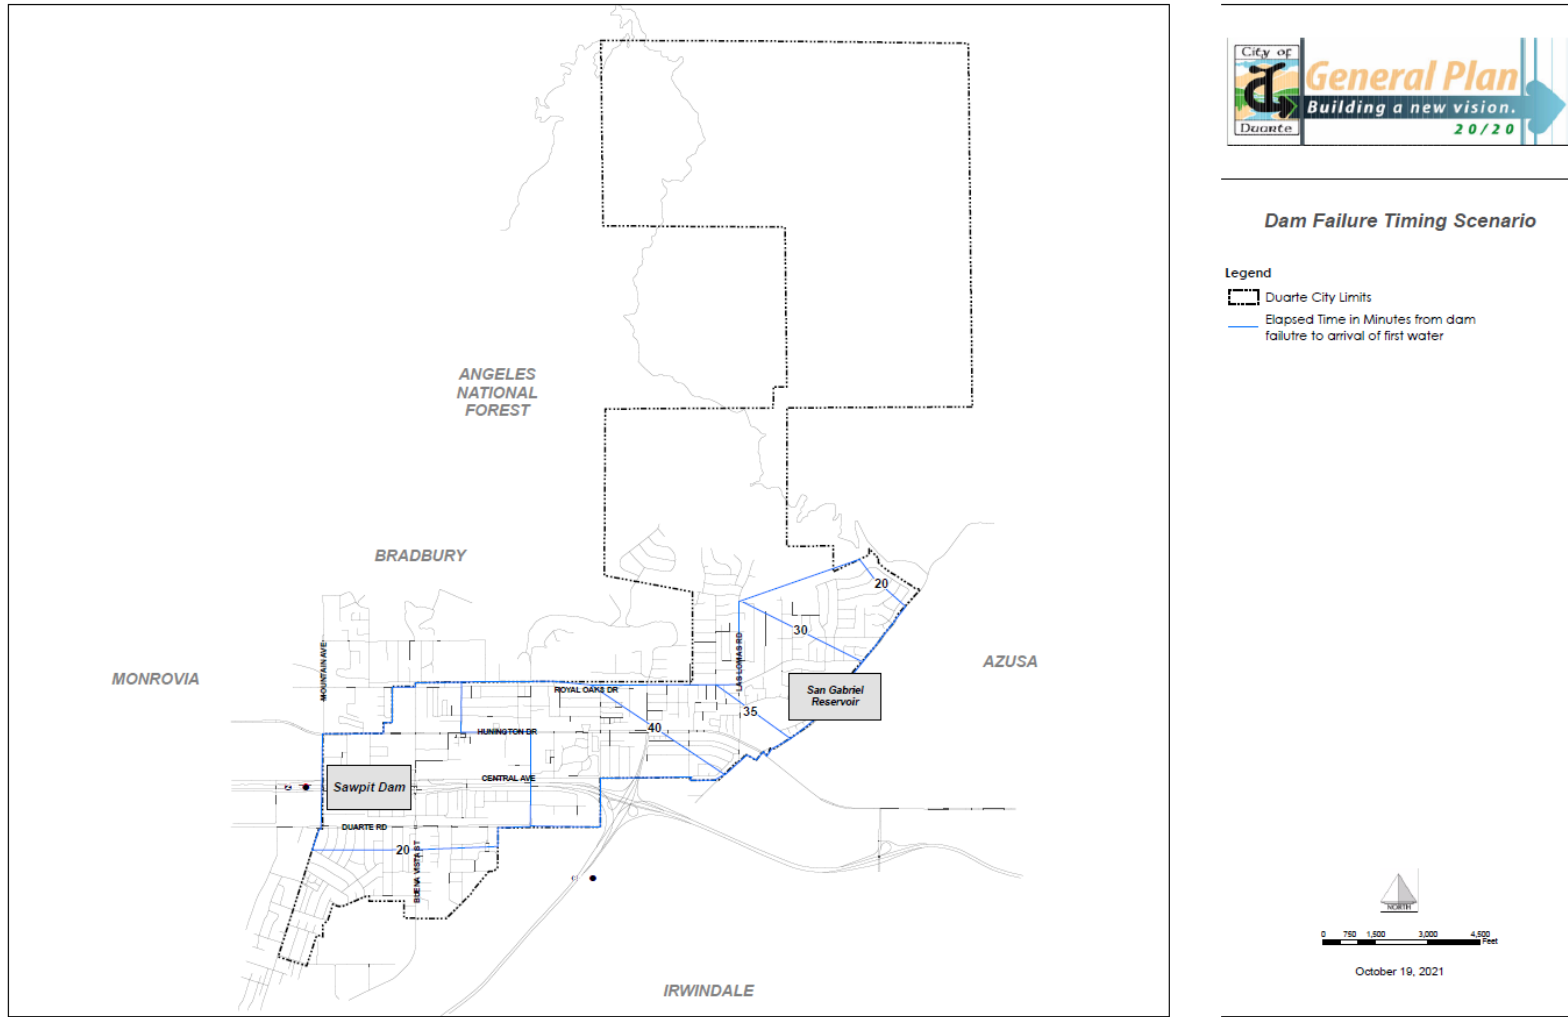 City of
Duarte
General Plan
Building a new vision.
20/20
Dam Failure Timing Scenario
Legend
Duarte City Limits
Elapsed Time in Minutes from dam
failutre to arrival of first water
ANGELES
NATIONAL
FOREST
BRADBURY
MONROVIA
AZUSA
IRWINDALE
20
30
35
40
20
San Gabriel
Reservoir
Sawpit Dam
MOUNTAIN AVE
LAS LOMAS RD
ROYAL OAKS DR
HUNINGTON DR
CENTRAL AVE
DUARTE RD
BUENA VISTA ST
NORTH
0 750 1,500 3,000 4,500
Feet
October 19, 2021